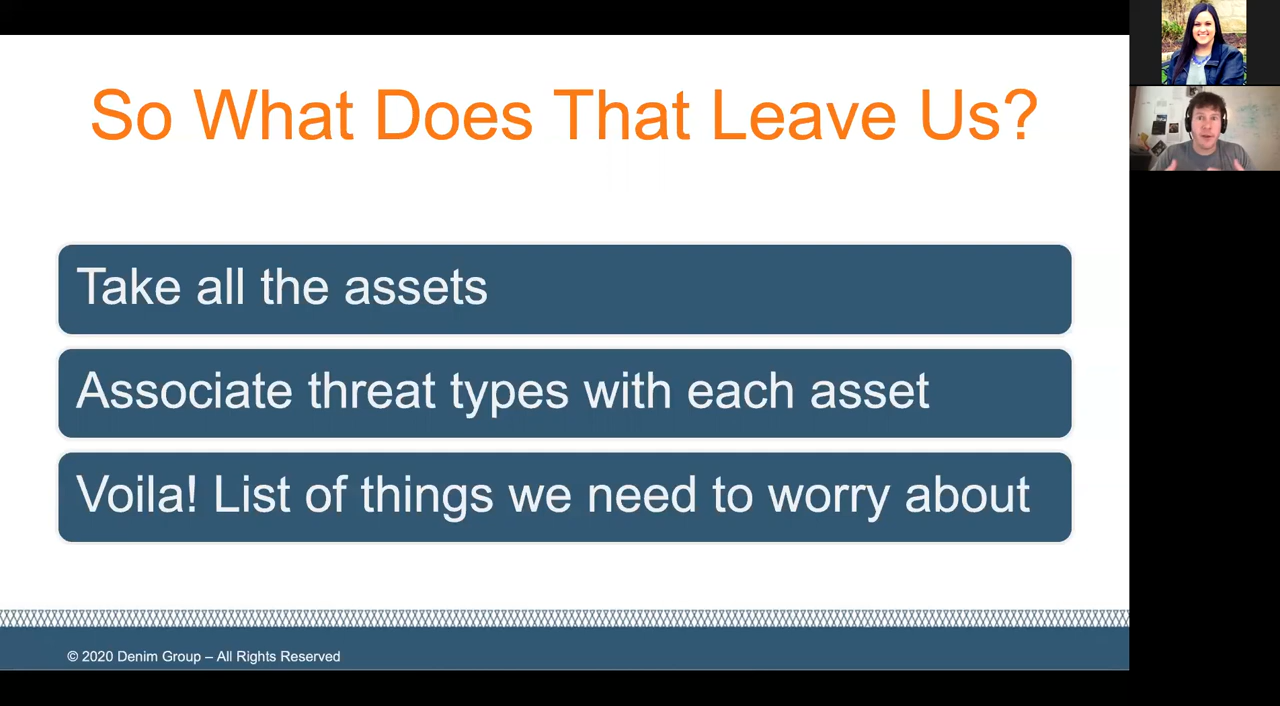 So What Does That Leave Us?
Take all the assets
Associate threat types with each asset
Voila! List of things we need to worry about
© 2020 Denim Group – All Rights Reserved